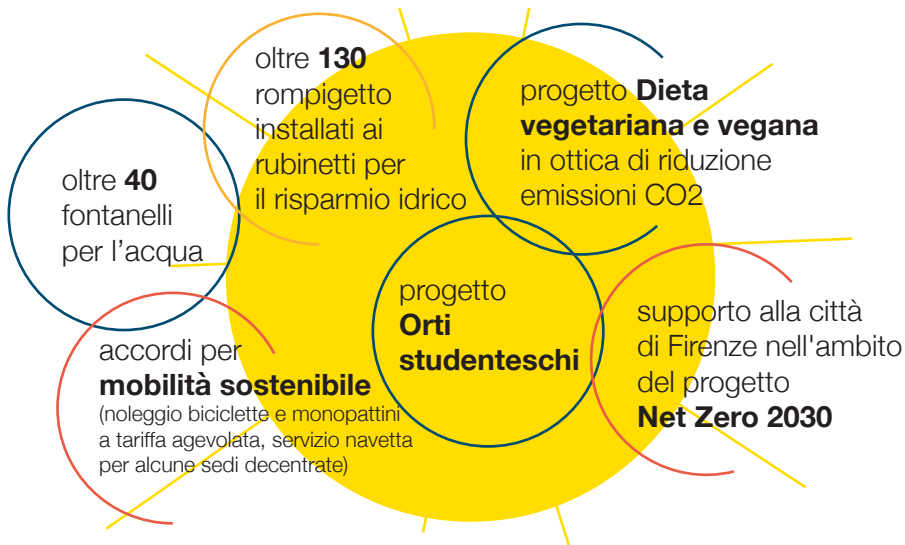 oltre 130
rompigetto
installati ai
rubinetti per
il risparmio idrico
progetto Dieta
vegetariana e vegana
in ottica di riduzione
emissioni CO2
oltre 40
fontanelli
per l'acqua
progetto
Orti
studenteschi
supporto alla città
di Firenze nell'ambito
del progetto
Net Zero 2030
accordi per
mobilità sostenibile
(noleggio biciclette e monopattini
a tariffa agevolata, servizio navetta
per alcune sedi decentrate)